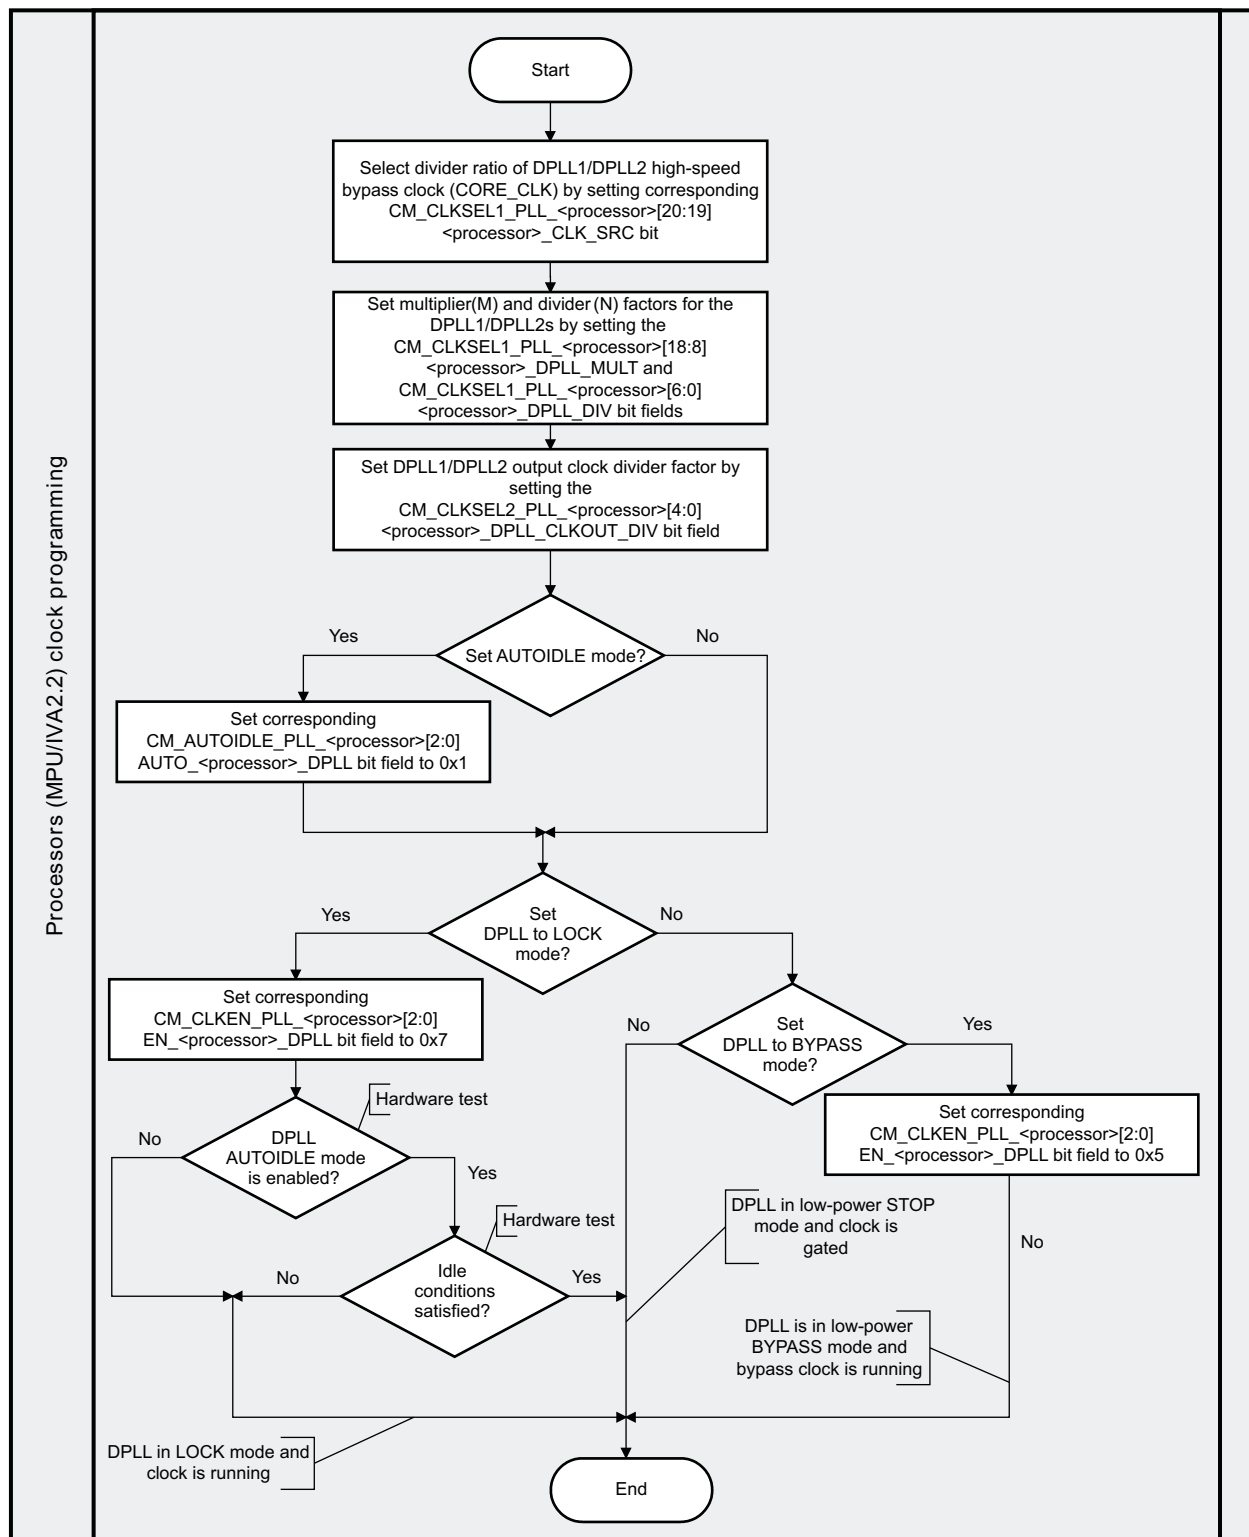 Processors (MPU/IVA2.2) clock programming
Start
Select divider ratio of DPLL1/DPLL2 high-speed
bypass clock (CORE_CLK) by setting corresponding
CM_CLKSEL1_PLL_<processor>[20:19]
<processor>_CLK_SRC bit
Set multiplier(M) and divider (N) factors for the
DPLL1/DPLL2s by setting the
CM_CLKSEL1_PLL_<processor>[18:8]
<processor>_DPLL_MULT and
CM_CLKSEL1_PLL_<processor>[6:0]
<processor>_DPLL_DIV bit fields
Set DPLL1/DPLL2 output clock divider factor by
setting the
CM_CLKSEL2_PLL_<processor>[4:0]
<processor>_DPLL_CLKOUT_DIV bit field
Yes
No
Set AUTOIDLE mode?
Set corresponding
CM_AUTOIDLE_PLL_<processor>[2:0]
AUTO_<processor>_DPLL bit field to 0x1
Yes
No
Set
DPLL to LOCK
mode?
Set corresponding
CM_CLKEN_PLL_<processor>[2:0]
EN_<processor>_DPLL bit field to 0x7
No
Set
DPLL to BYPASS
mode?
Yes
Hardware test
Set corresponding
CM_CLKEN_PLL_<processor>[2:0]
EN_<processor>_DPLL bit field to 0x5
No
DPLL
AUTOIDLE mode
is enabled?
Yes
Hardware test
DPLL in low-power STOP
mode and clock is
gated
No
No
Idle
conditions
satisfied?
Yes
DPLL is in low-power
BYPASS mode and
bypass clock is running
DPLL in LOCK mode and
clock is running
End